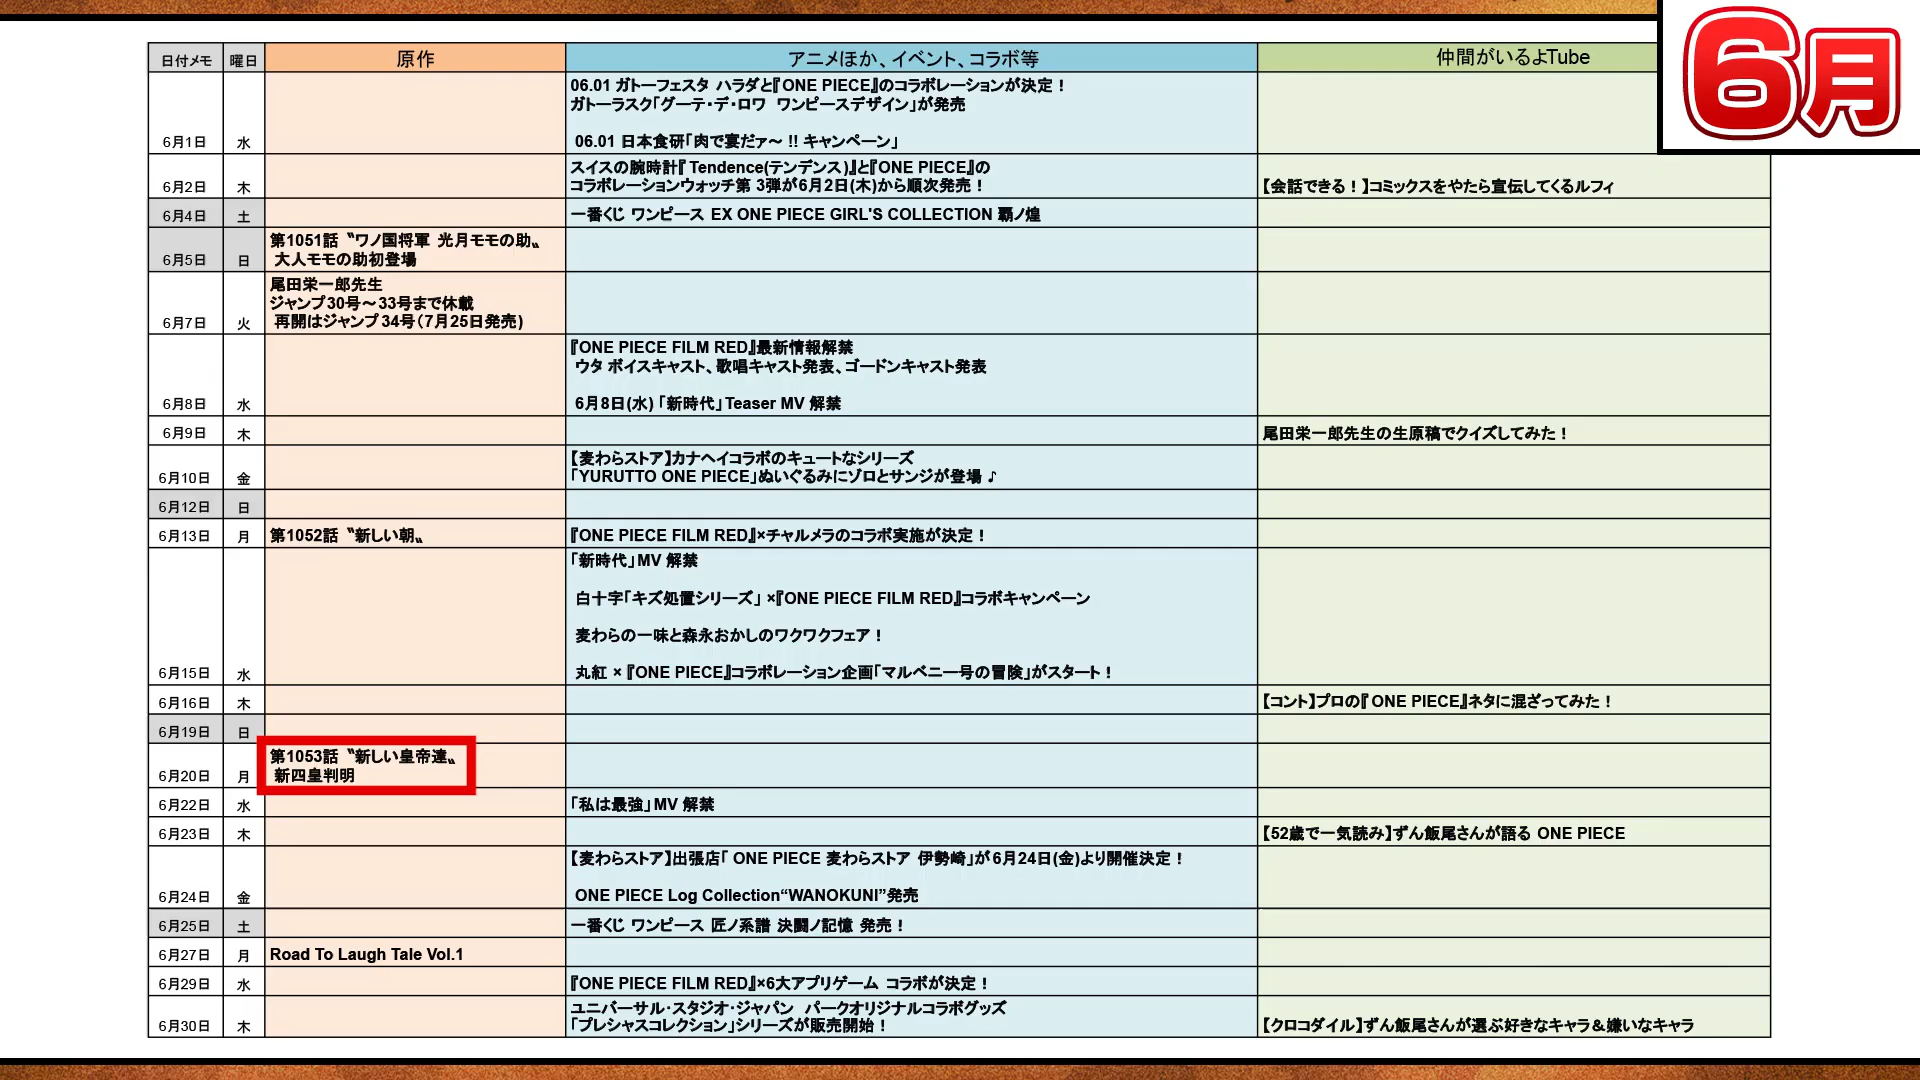 6月
日付メモ 曜日 原作 アニメほか、イベント、コラボ等 仲間がいるよTube
06.01 ガトーフェスタ ハラダと『ONE PIECE』のコラボレーションが決定！
ガトーラスク「グーテ・デ・ロワ ワンピースデザイン」が発売
06.01 日本食研「肉で宴だァ～ !! キャンペーン」
6月1日 水
スイスの腕時計『Tendence(テンデンス)』と『ONE PIECE』の
コラボレーションウォッチ第 3弾が6月2日(木)から順次発売！
6月2日 木 【会話できる！】コミックスをやたら宣伝してくるルフィ
6月4日 土 一番くじ ワンピース EX ONE PIECE GIRL'S COLLECTION 覇ノ煌
第1051話〝ワノ国将軍 光月モモの助〟
大人モモの助初登場
6月5日 日
尾田栄一郎先生
ジャンプ30号～33号まで休載
再開はジャンプ34号（7月25日発売)
6月7日 火
『ONE PIECE FILM RED』最新情報解禁
ウタ ボイスキャスト、歌唱キャスト発表、ゴードンキャスト発表
6月8日(水) 「新時代」Teaser MV 解禁
6月8日 水
6月9日 木 尾田栄一郎先生の生原稿でクイズしてみた！
【麦わらストア】カナヘイコラボのキュートなシリーズ
「YURUTTO ONE PIECE」ぬいぐるみにゾロとサンジが登場 ♪
6月10日 金
6月12日 日
6月13日 月 第1052話〝新しい朝〟 『ONE PIECE FILM RED』×チャルメラのコラボ実施が決定！
「新時代」MV 解禁
白十字「キズ処置シリーズ」 ×『ONE PIECE FILM RED』コラボキャンペーン
麦わらの一味と森永おかしのワクワクフェア！
丸紅 × 『ONE PIECE』コラボレーション企画「マルベニ一号の冒険」がスタート！
6月15日 水
6月16日 木 【コント】プロの『ONE PIECE』ネタに混ざってみた！
6月19日 日
第1053話〝新しい皇帝達〟
新四皇判明
6月20日 月
6月22日 水 「私は最強」MV 解禁
6月23日 木 【52歳で一気読み】ずん飯尾さんが語る ONE PIECE
【麦わらストア】出張店「 ONE PIECE 麦わらストア 伊勢崎」が6月24日(金)より開催決定！
ONE PIECE Log Collection“WANOKUNI”発売
6月24日 金
6月25日 土 一番くじ ワンピース 匠ノ系譜 決闘ノ記憶 発売！
6月27日 月 Road To Laugh Tale Vol.1
6月29日 水 『ONE PIECE FILM RED』×6大アプリゲーム コラボが決定！
ユニバーサル・スタジオ・ジャパン パークオリジナルコラボグッズ
「プレシャスコレクション」シリーズが販売開始！
6月30日 木 【クロコダイル】ずん飯尾さんが選ぶ好きなキャラ＆嫌いなキャラ